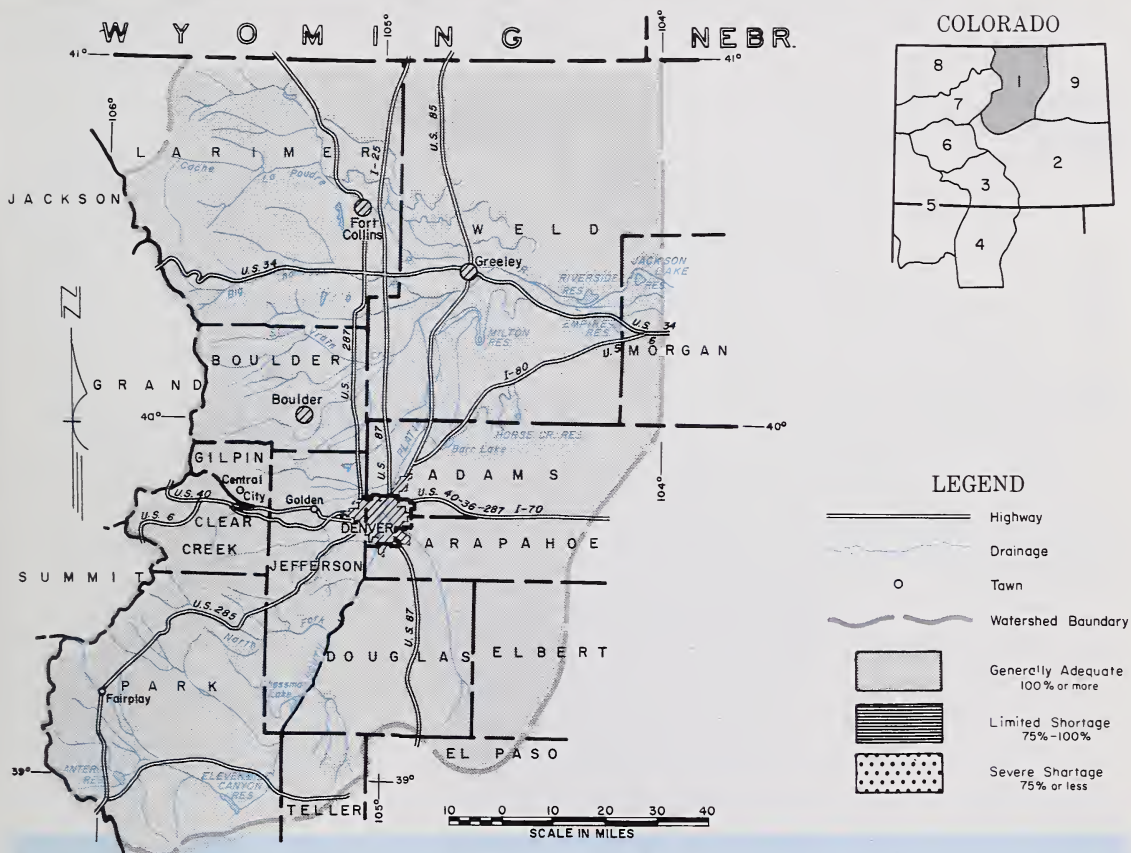 WYOMING
NEBR.
COLORADO
105°
104°
41°
41°
106°
8
1
9
7
6
2
3
5
4
LARIMER
I-25
U.S. 85
Cache
La Poudre
JACKSON
Fort
Collins
WELD
Greeley
JACKSON
LAKE
RES.
RIVERSIDE
RES.
U.S. 34
Big
EMPIRE
RES.
U.S. 34
6
MILTON
RES.
U.S. 287
St. Vrain
BOULDER
MORGAN
I-80
GRAND
Boulder
40°
40°
U.S. 87
PLATTE
HORSE CR. RES.
Barr Lake
GILPIN
Central
City
Golden
ADAMS
104°
LEGEND
U.S. 40
U.S. 6
U.S. 40-36-287 I-70
Highway
CLEAR
CREEK
DENVER
ARAPAHOE
Drainage
JEFFERSON
SUMMIT
Tawn
U.S. 285
U.S. 87
Watershed Boundary
North
Fork
DOUGLAS
ELBERT
Generally Adequate
100% or more
PARK
Fairplay
Lake
Limited Shortage
75%-100%
EL PASO
39°
39°
ELEVEN
CANYON
RES.
Severe Shartage
75% or less
TELLER
105°
10 0 10 20 30 40
SCALE IN MILES